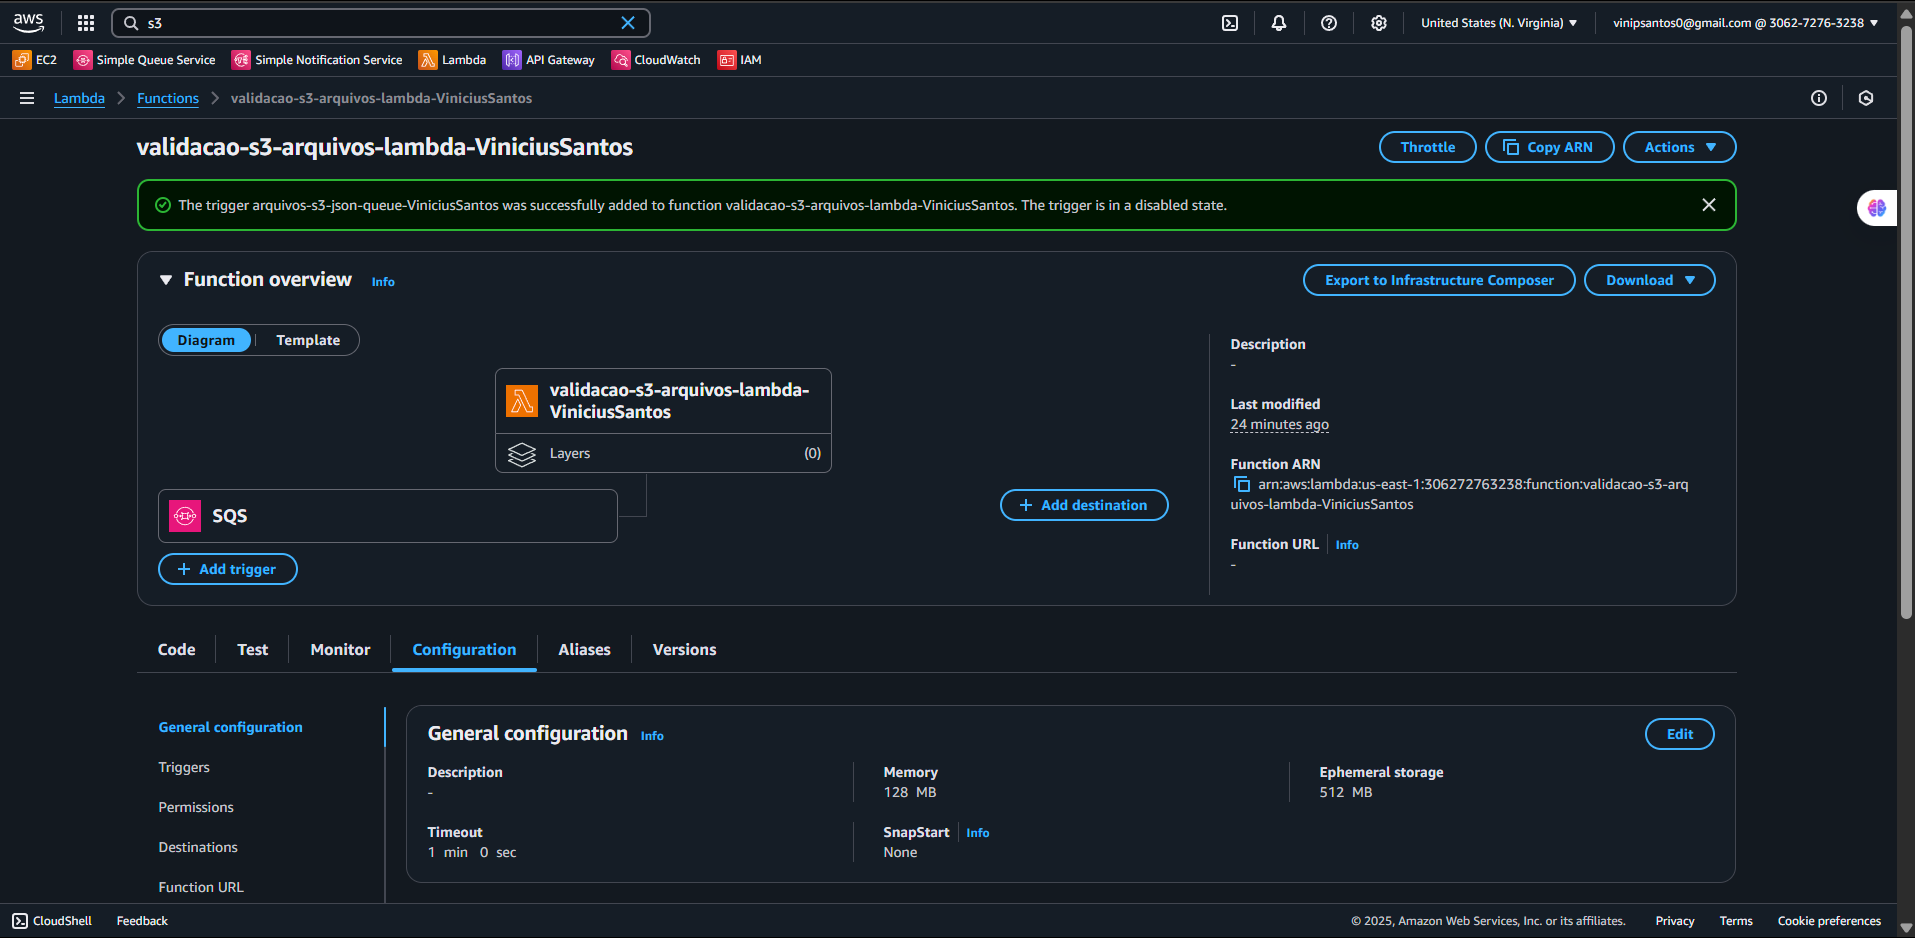 aws
s3
United States (N. Virginia)
vinipsantos0@gmail.com @ 3062-7276-3238
EC2
Simple Queue Service
Simple Notification Service
Lambda
API Gateway
CloudWatch
IAM
Lambda
Functions
validacao-s3-arquivos-lambda-ViniciusSantos
validacao-s3-arquivos-lambda-ViniciusSantos
Throttle
Copy ARN
Actions
The trigger arquivos-s3-json-queue-ViniciusSantos was successfully added to function validacao-s3-arquivos-lambda-ViniciusSantos. The trigger is in a disabled state.
Function overview
Info
Export to Infrastructure Composer
Download
Diagram
Template
validacao-s3-arquivos-lambda-
ViniciusSantos
Layers
(0)
SQS
Add trigger
Add destination
Description
-
Last modified
24 minutes ago
Function ARN
arn:aws:lambda:us-east-1:306272763238:function:validacao-s3-arq
uivos-lambda-ViniciusSantos
Function URL
Info
-
Code
Test
Monitor
Configuration
Aliases
Versions
General configuration
Triggers
Permissions
Destinations
Function URL
General configuration
Info
Edit
Description
-
Memory
128 MB
Ephemeral storage
512 MB
Timeout
1 min 0 sec
SnapStart
Info
None
CloudShell
Feedback
© 2025, Amazon Web Services, Inc. or its affiliates.
Privacy
Terms
Cookie preferences